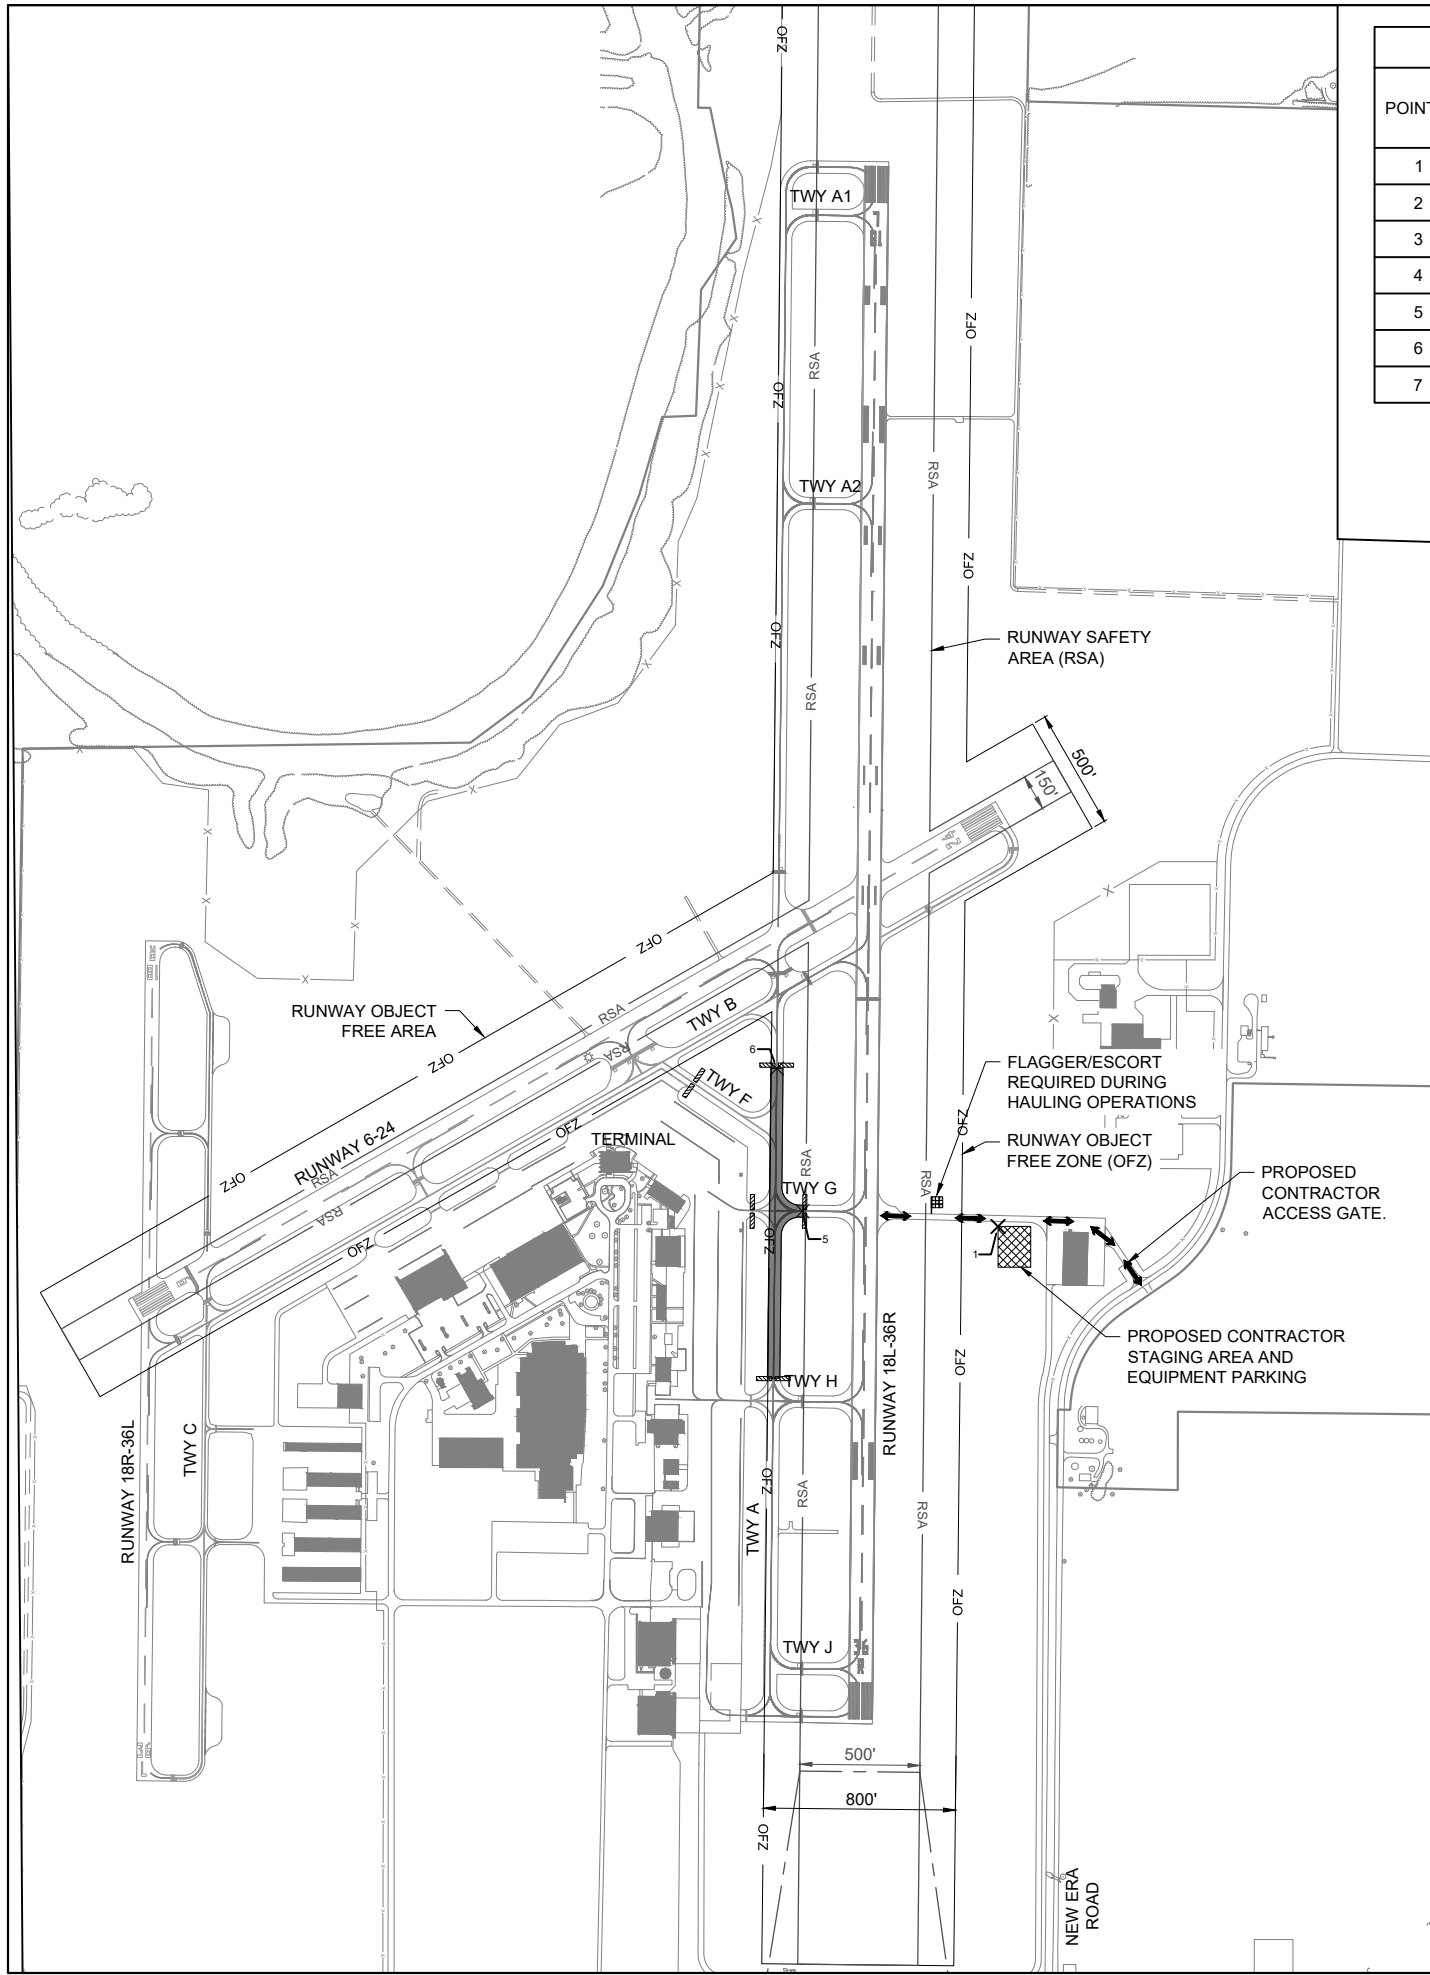 POINT
1
2
3
4
5
6
7
OFZ
TWY A1
OFZ
RSA
OFZ
RSA
TWY A2
OFZ
OFZ
RUNWAY SAFETY
AREA (RSA)
RSA
500'
150'
24
OFZ
RSA
RUNWAY OBJECT
FREE AREA
TWY B
RSA
OFZ
6
TWY F
FLAGGER/ESCORT
REQUIRED DURING
HAULING OPERATIONS
OFZ
RUNWAY 6-24
OFZ
TERMINAL
RUNWAY OBJECT
FREE ZONE (OFZ)
RSA
OFZ
RSA
RSA
RSA
TWY G
PROPOSED
CONTRACTOR
ACCESS GATE.
OFZ
OFZ
5
1
PROPOSED CONTRACTOR
STAGING AREA AND
EQUIPMENT PARKING
OFZ
TWY H
RUNWAY 18L-36R
RUNWAY 18R-36L
TWY C
OFZ
RSA
RSA
TWY A
OFZ
TWY J
500'
800'
OFZ
NEW ERA
ROAD